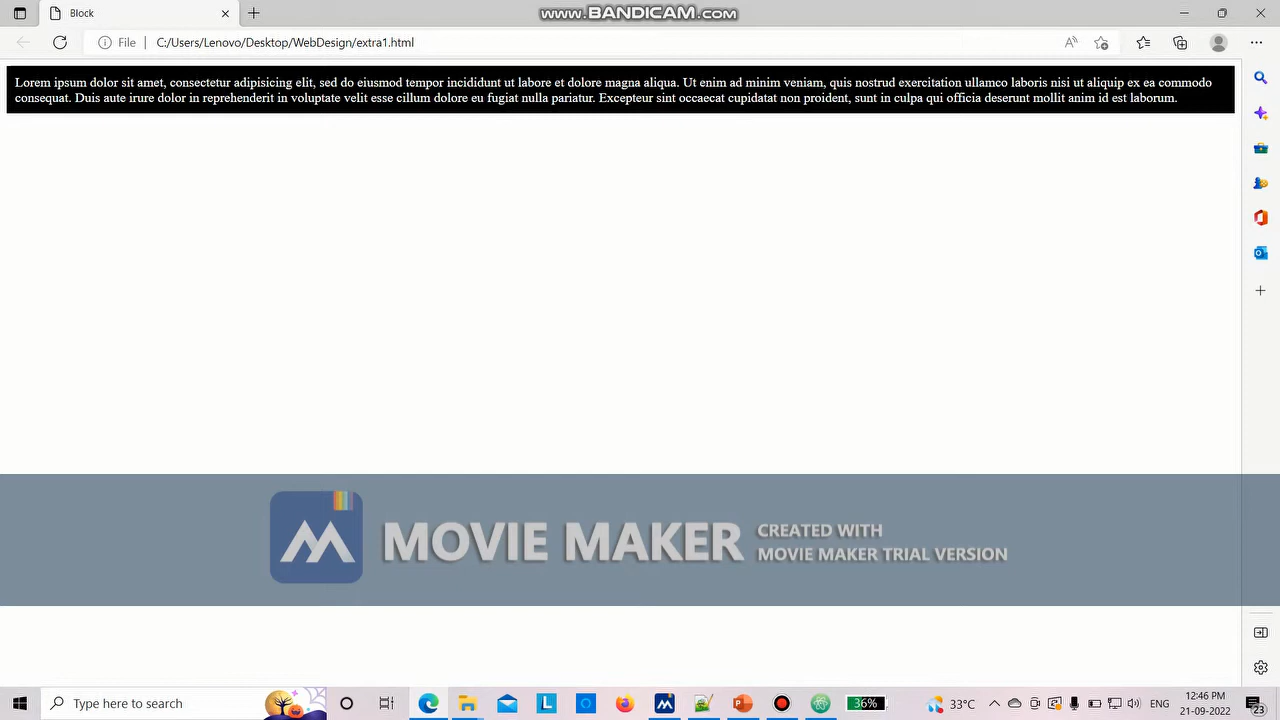 Block
www.BANDICAM.com
File
C:/Users/Lenovo/Desktop/WebDesign/extra1.html
Lorem ipsum dolor sit amet, consectetur adipisicing elit, sed do eiusmod tempor incididunt ut labore et dolore magna aliqua. Ut enim ad minim veniam, quis nostrud exercitation ullamco laboris nisi ut aliquip ex ea commodo
consequat. Duis aute irure dolor in reprehenderit in voluptate velit esse cillum dolore eu fugiat nulla pariatur. Excepteur sint occaecat cupidatat non proident, sunt in culpa qui officia deserunt mollit anim id est laborum.
MOVIE MAKER
CREATED WITH
MOVIE MAKER TRIAL VERSION
Type here to search
36%
33°C
ENG
12:46 PM
21-09-2022
23